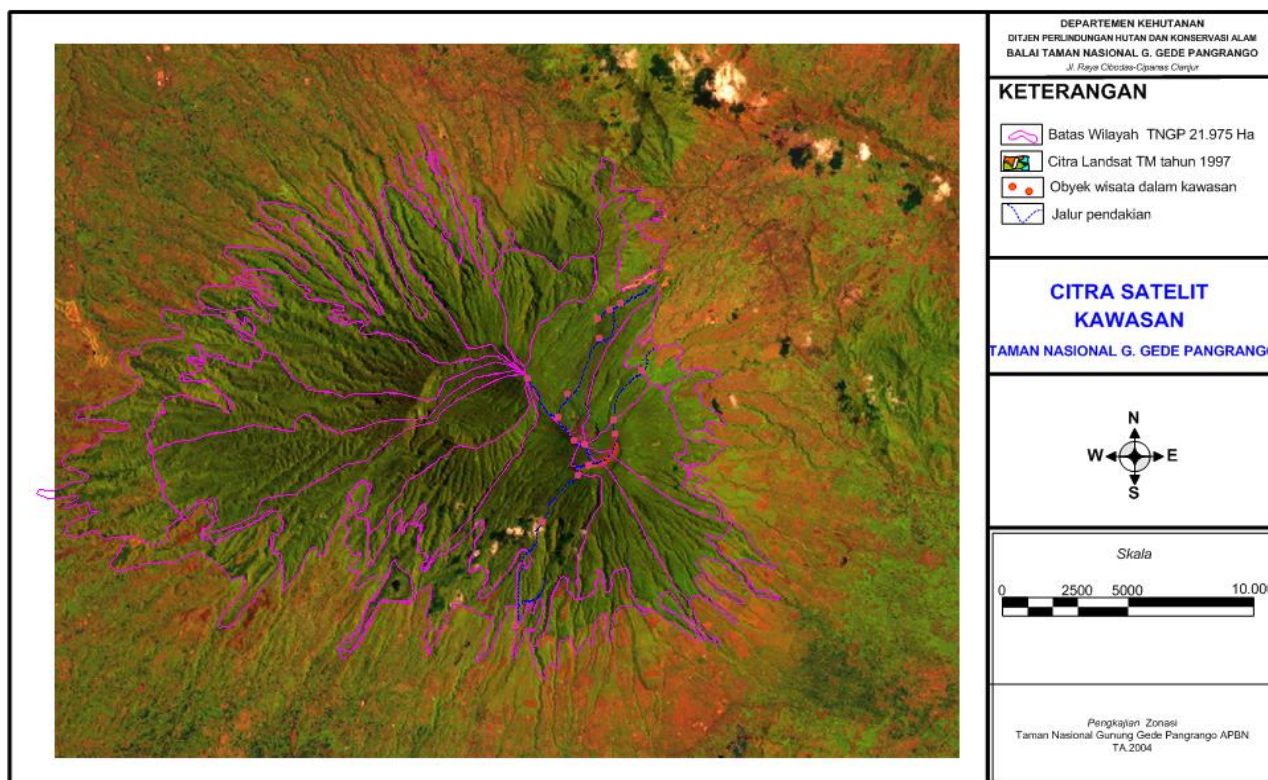 DEPARTEMEN KEHUTANAN
DITJEN PERLINDUNGAN HUTAN DAN KONSERVASI ALAM
BALAI TAMAN NASIONAL G. GEDE PANGRANGO
Jl. Raya Cibodas-Cipanas Cianjur
KETERANGAN
Batas Wilayah TNGP 21.975 Ha
Citra Landsat TM tahun 1997
Obyek wisata dalam kawasan
Jalur pendakian
CITRA SATELIT
KAWASAN
TAMAN NASIONAL G. GEDE PANGRANGO
N
W E
S
Skala
0 2500 5000 10.000
Pengkajian Zonasi
Taman Nasional Gunung Gede Pangrango APBN
TA.2004